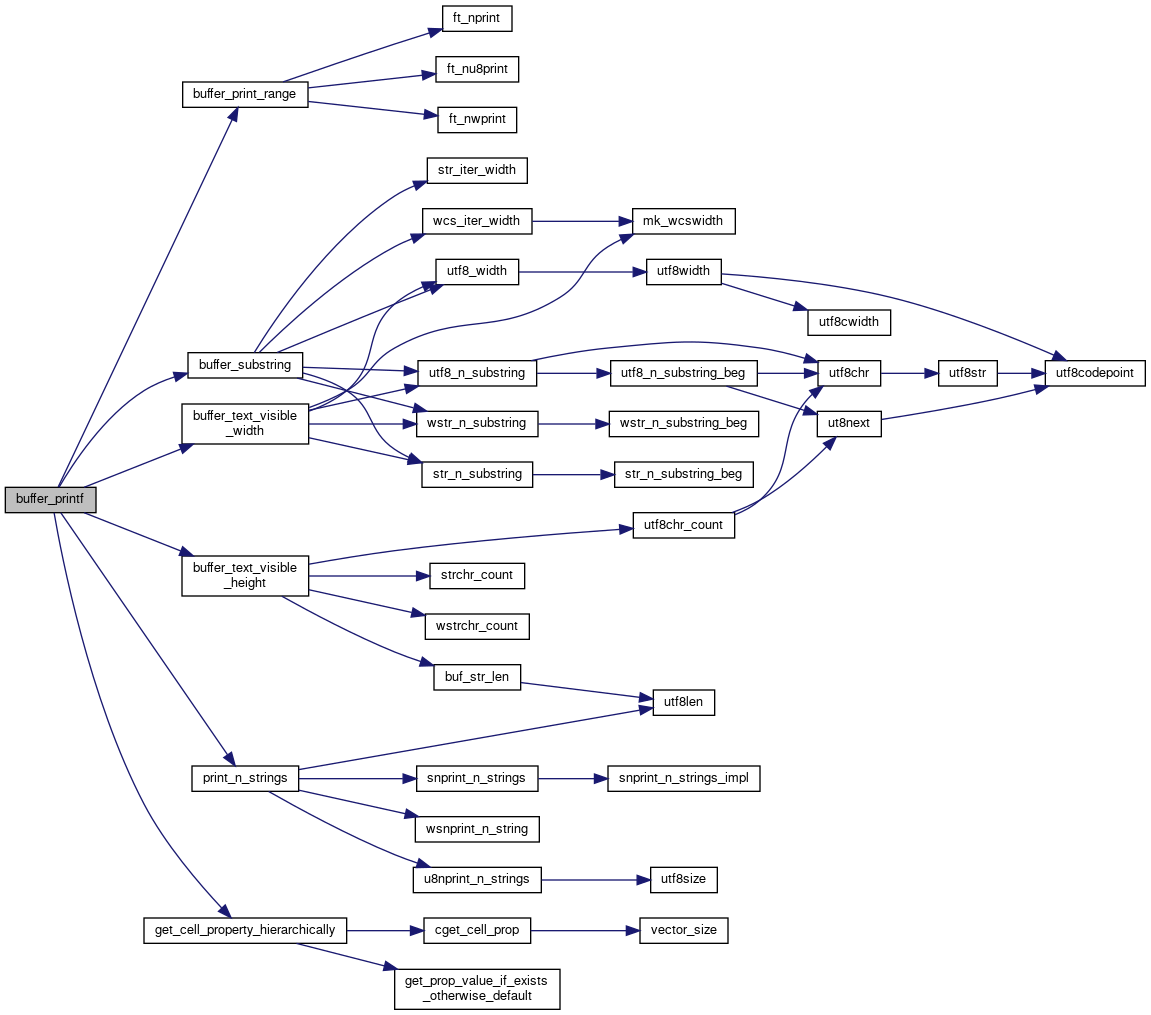 ft_nprint
ft_nu8print
buffer_print_range
ft_nwprint
str_iter_width
wcs_iter_width
mk_wcswidth
utf8_width
utf8width
utf8cwidth
buffer_substring
utf8_n_substring
utf8_n_substring_beg
utf8chr
utf8str
utf8codepoint
buffer_text_visible
_width
wstr_n_substring
wstr_n_substring_beg
ut8next
str_n_substring
str_n_substring_beg
buffer_printf
utf8chr_count
buffer_text_visible
_height
strchr_count
wstrchr_count
buf_str_len
utf8len
print_n_strings
snprint_n_strings
snprint_n_strings_impl
wsnprint_n_string
u8nprint_n_strings
utf8size
get_cell_property_hierarchically
cget_cell_prop
vector_size
get_prop_value_if_exists
_otherwise_default